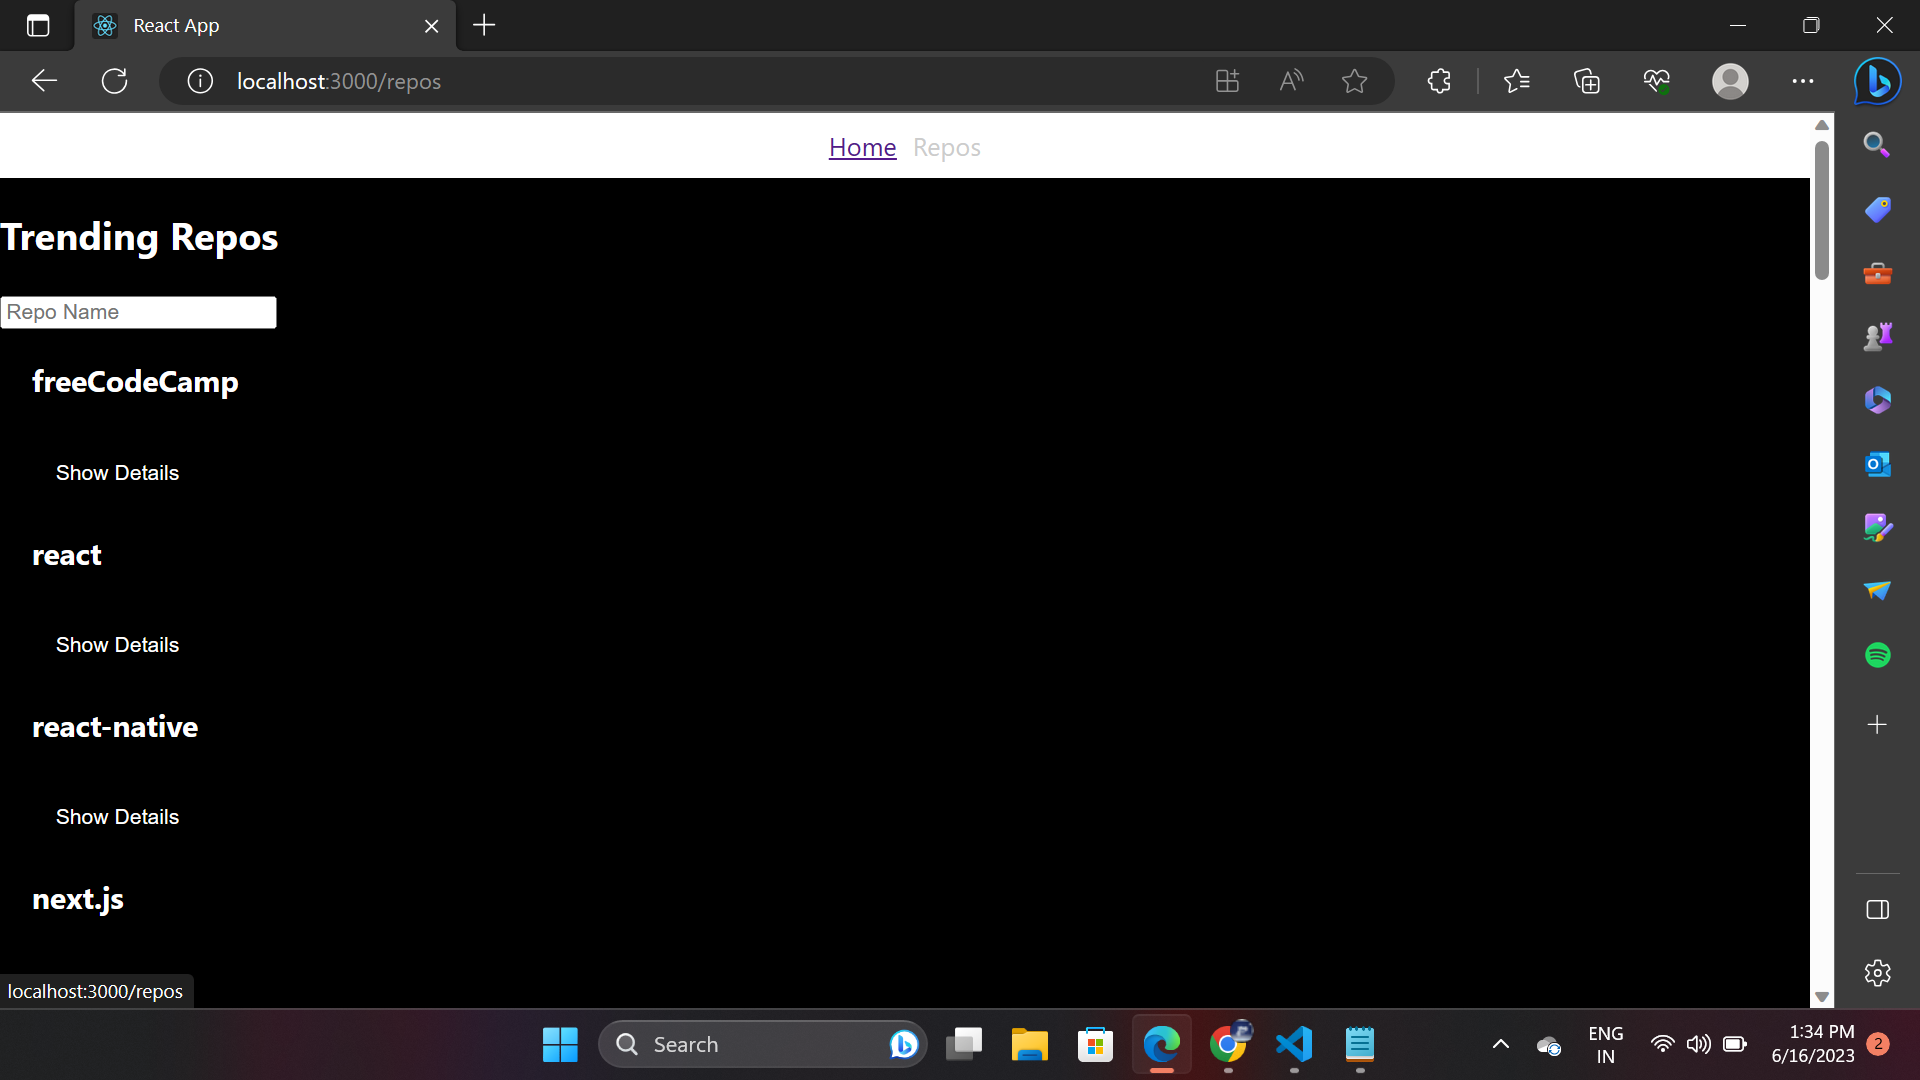 React App
localhost:3000/repos
Home Repos
Trending Repos
Repo Name
freeCodeCamp
Show Details
react
Show Details
react-native
Show Details
next.js
localhost:3000/repos
Search
ENG
IN
1:34 PM
6/16/2023
2